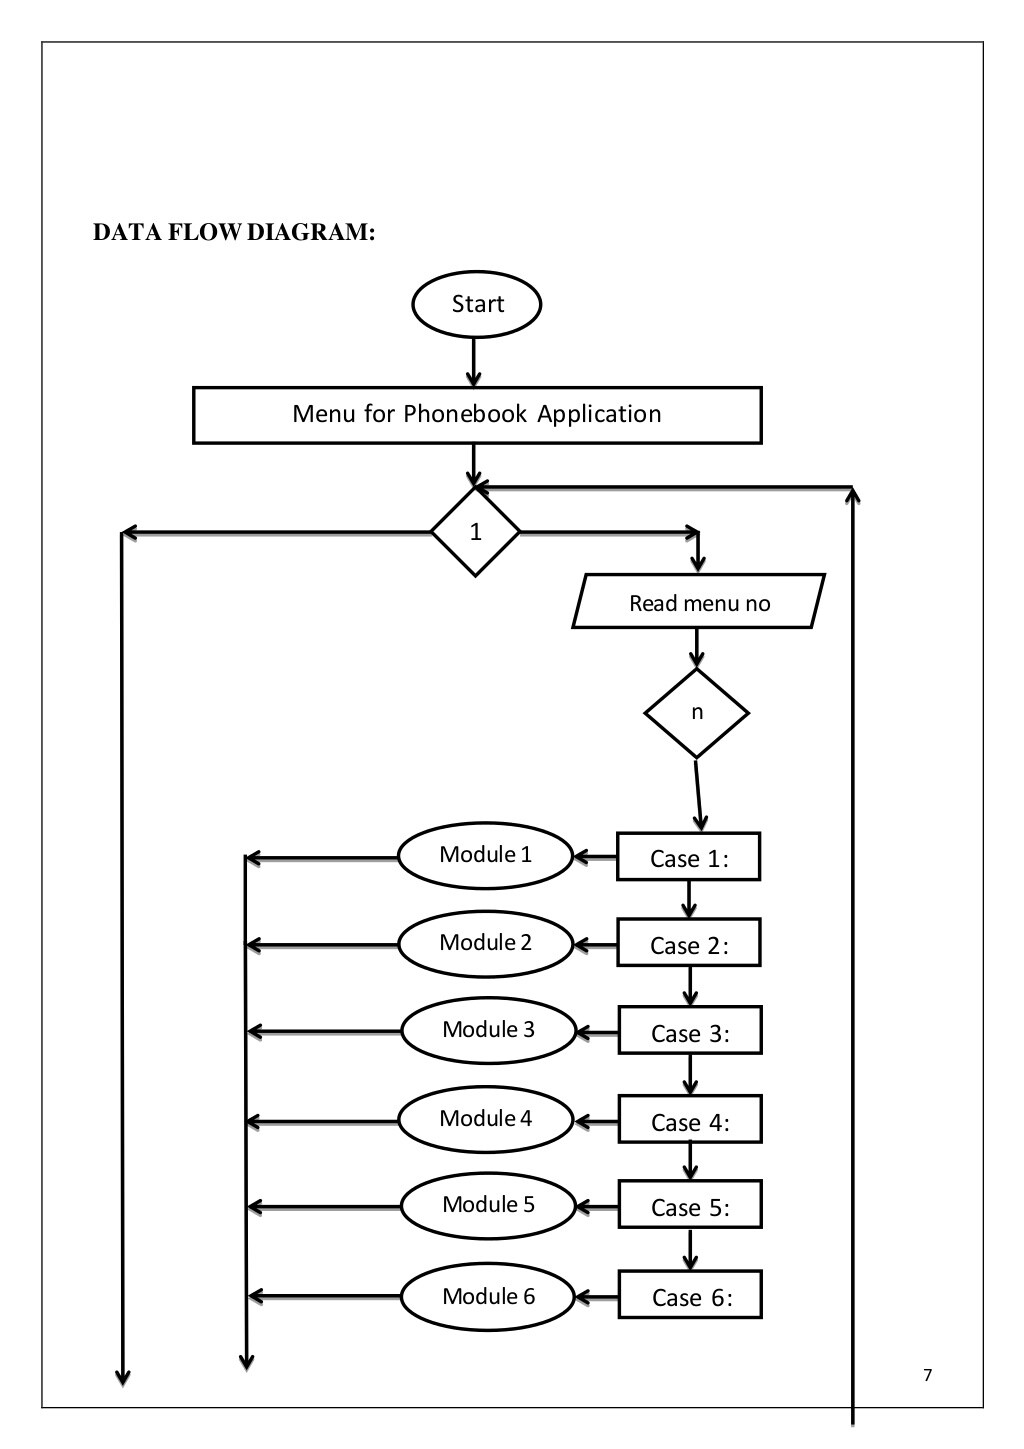 DATA FLOW DIAGRAM:
Start
Menu for Phonebook Application
1
Read menu no
n
Module 1
Case 1:
Module 2
Case 2:
Module 3
Case 3:
Module 4
Case 4:
Module 5
Case 5:
Module 6
Case 6:
7